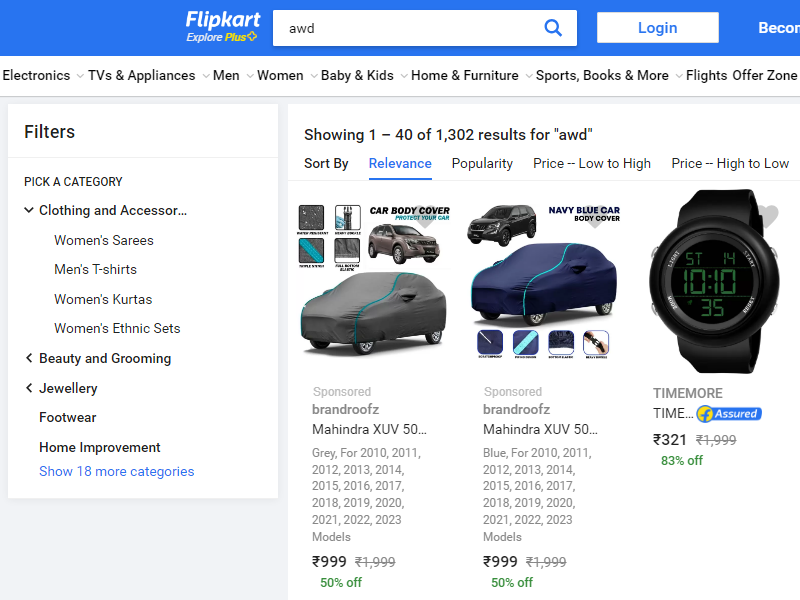 Flipkart
Explore Plus
awd
Login
Becor
Electronics
TVs & Appliances
Men
Women
Baby & Kids
Home & Furniture
Sports, Books & More
Flights
Offer Zone
Filters
PICK A CATEGORY
Clothing and Accessor...
Women's Sarees
Men's T-shirts
Women's Kurtas
Women's Ethnic Sets
Beauty and Grooming
Jewellery
Footwear
Home Improvement
Show 18 more categories
Showing 1 – 40 of 1,302 results for "awd"
Sort By
Relevance
Popularity
Price -- Low to High
Price -- High to Low
CAR BODY COVER
PROTECT YOUR CAR
Sponsored
brandroofz
Mahindra XUV 50...
Grey, For 2010, 2011,
2012, 2013, 2014,
2015, 2016, 2017,
2018, 2019, 2020,
2021, 2022, 2023
Models
₹999 ₹1,999
50% off
NAVY BLUE CAR
BODY COVER
Sponsored
brandroofz
Mahindra XUV 50...
Blue, For 2010, 2011,
2012, 2013, 2014,
2015, 2016, 2017,
2018, 2019, 2020,
2021, 2022, 2023
Models
₹999 ₹1,999
50% off
LIGHT
START
MODE
RESET
ST 14
10:10
35
TIMEMORE
TIME... Assured
₹321 ₹1,999
83% off